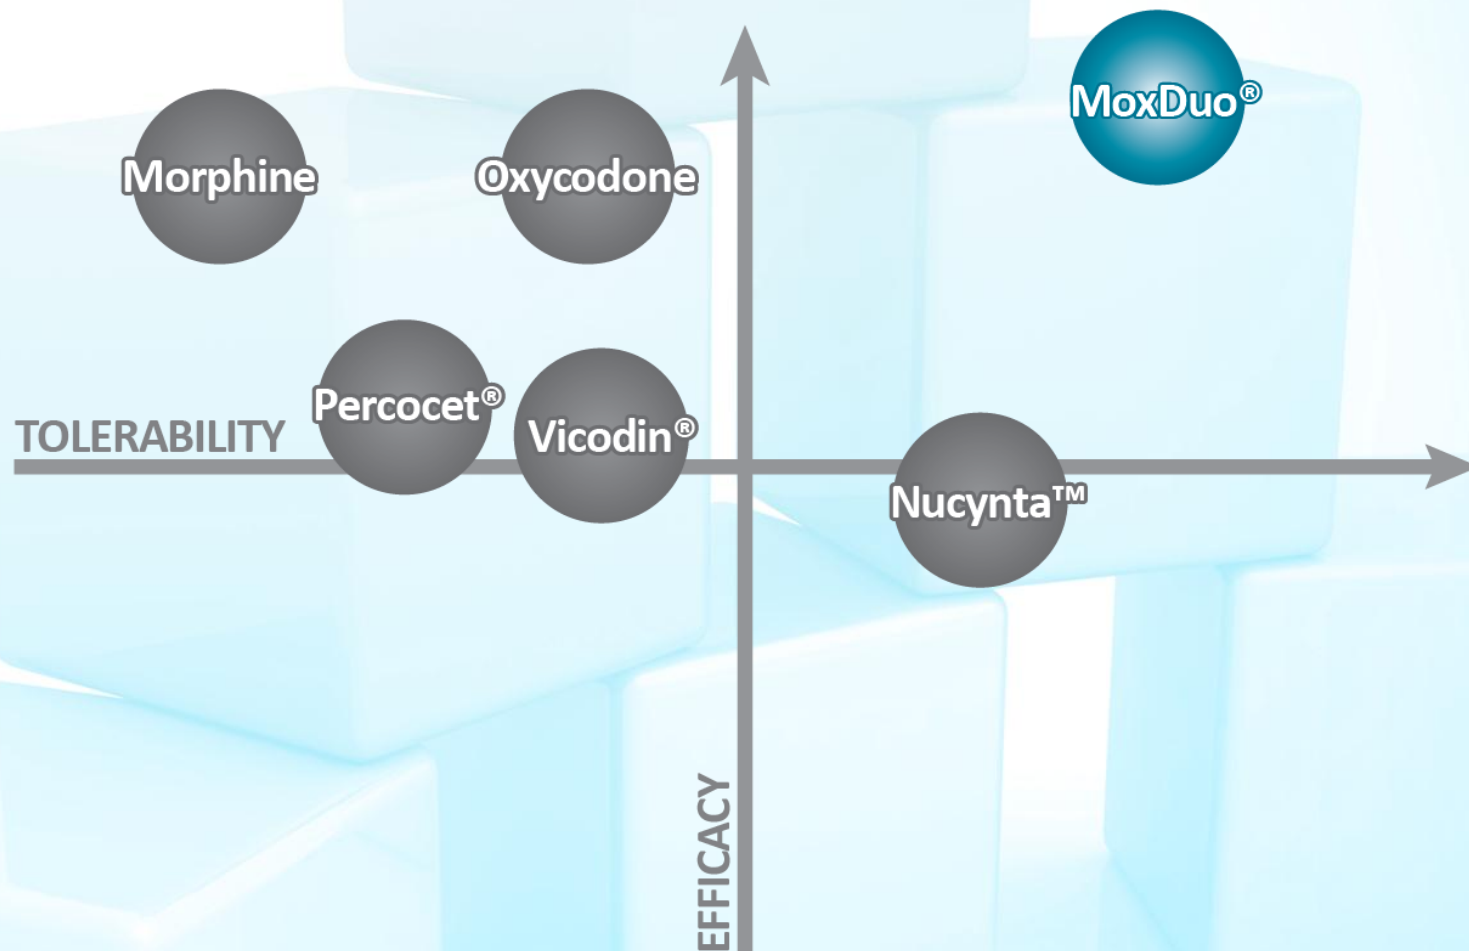 MoxDuo®
Morphine
Oxycodone
Percocet®
TOLERABILITY
Vicodin®
Nucynta™
EFFICACY